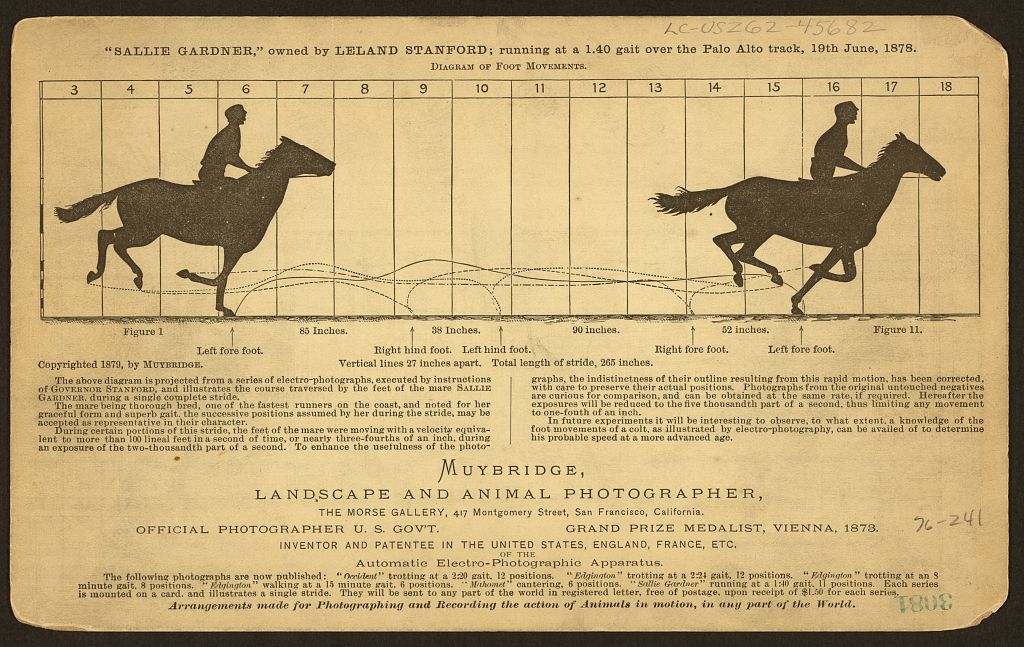 LC-USZ62-45682
"SALLIE GARDNER," owned by LELAND STANFORD; running at a 1.40 gait over the Palo Alto track, 19th June, 1878.
DIAGRAM OF FOOT MOVEMENTS.
3 4 5 6 7 8 9 10 11 12 13 14 15 16 17 18
Figure 1 85 Inches. 38 Inches. 90 inches. 52 inches. Figure 11.
Left fore foot. Right hind foot. Left hind foot. Right fore foot. Left fore foot.
Copyrighted 1879, by MUYBRIDGE. Vertical lines 27 inches apart. Total length of stride, 265 inches.
The above diagram is projected from a series of electro-photographs, executed by instructions
of GOVERNOR STANFORD, and illustrates the course traversed by the feet of the mare SALLIE
GARDNER, during a single complete stride.
The mare being thorough bred, one of the fastest runners on the coast, and noted for her
graceful form and superb gait, the successive positions assumed by her during the stride, may be
accepted as representative in their character.
During certain portions of this stride, the feet of the mare were moving with a velocity equiva-
lent to more than 100 lineal feet in a second of time, or nearly three-fourths of an inch, during
an exposure of the two-thousandth part of a second. To enhance the usefulness of the photo-
graphs, the indistinctness of their outline resulting from this rapid motion, has been corrected,
with care to preserve their actual positions. Photographs from the original untouched negatives
are curious for comparison, and can be obtained at the same rate, if required. Hereafter the
exposures will be reduced to the five thousandth part of a second, thus limiting any movement
to one-fourth of an inch.
In future experiments it will be interesting to observe, to what extent, a knowledge of the
foot movements of a colt, as illustrated by electro-photography, can be availed of to determine
his probable speed at a more advanced age.
MUYBRIDGE,
LANDSCAPE AND ANIMAL PHOTOGRAPHER,
THE MORSE GALLERY, 417 Montgomery Street, San Francisco, California.
OFFICIAL PHOTOGRAPHER U. S. GOV'T. GRAND PRIZE MEDALIST, VIENNA, 1873.
76-241
INVENTOR AND PATENTEE IN THE UNITED STATES, ENGLAND, FRANCE, ETC.
OF THE
Automatic Electro-Photographic Apparatus.
The following photographs are now published: "Occident" trotting at a 2:20 gait, 12 positions. "Edgington" trotting at a 2:24 gait, 12 positions. "Edgington" trotting at an 8
minute gait, 8 positions. "Edgington" walking at a 15 minute gait, 6 positions. "Mahomet" cantering, 6 positions. "Sallie Gardner" running at a 1:40 gait, 11 positions. Each series
is mounted on a card, and illustrates a single stride. They will be sent to any part of the world in registered letter, free of postage, upon receipt of $1.50 for each series.
Arrangements made for Photographing and Recording the action of Animals in motion, in any part of the World.